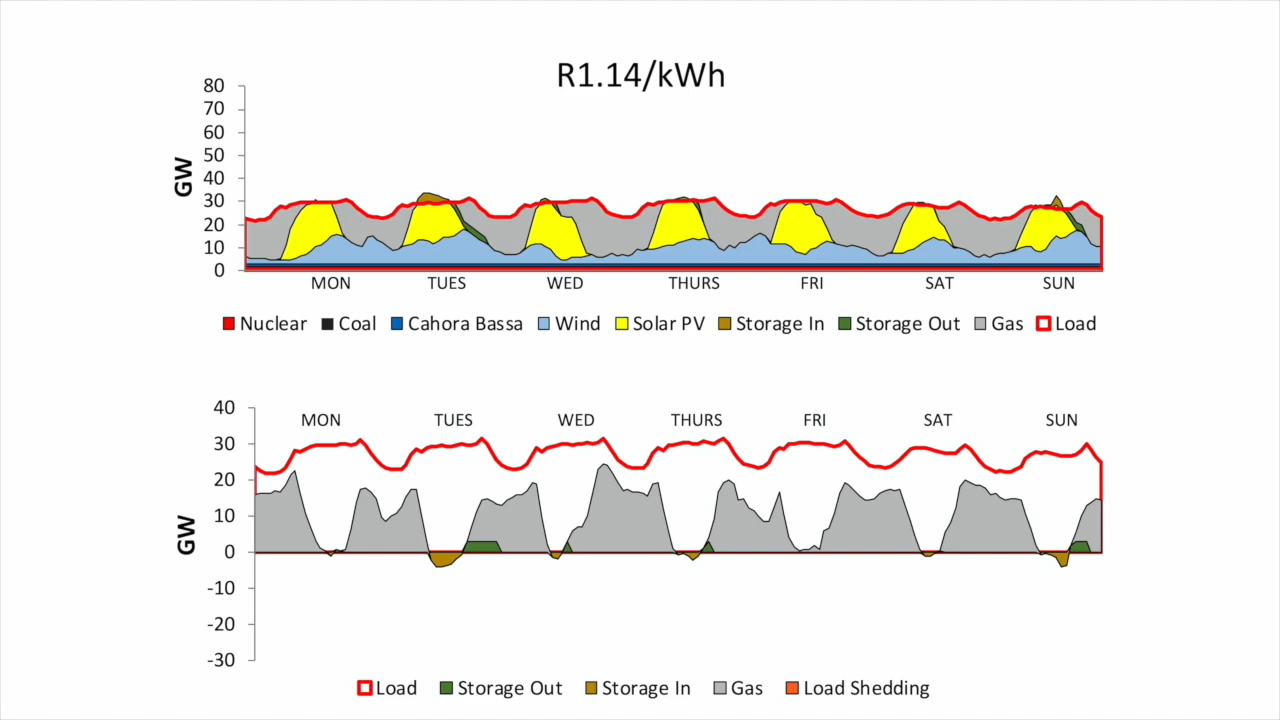 R1.14/kWh
80
70
60
50
40
30
20
10
0
GW
MON TUES WED THURS FRI SAT SUN
Nuclear Coal Cahora Bassa Wind Solar PV Storage In Storage Out Gas Load
40
30
20
10
0
-10
-20
-30
GW
MON TUES WED THURS FRI SAT SUN
Load Storage Out Storage In Gas Load Shedding